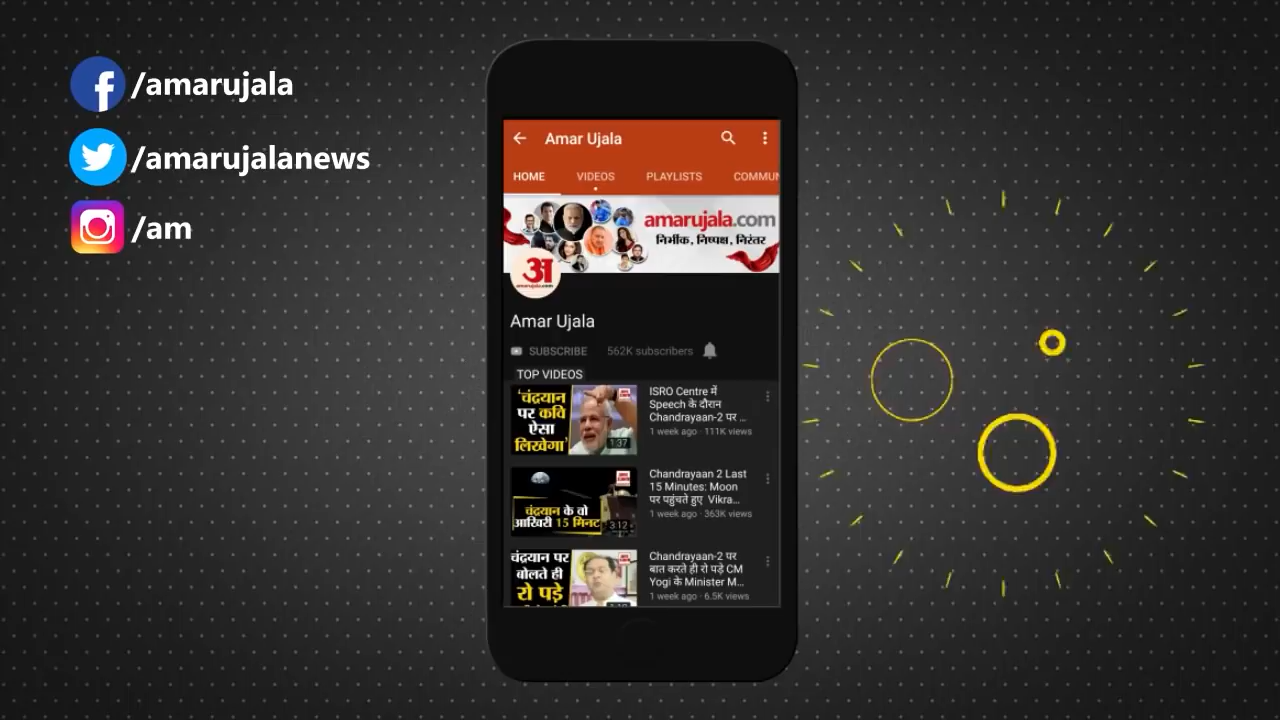 /amarujala
/amarujalanews
/am
Amar Ujala
HOME VIDEOS PLAYLISTS COMMUN
amarujala.com
निर्भीक, निष्पक्ष, निरंतर
अ
amarujala.com
Amar Ujala
SUBSCRIBE 562K subscribers
TOP VIDEOS
'चंद्रयान
पर कवि
ऐसा
लिखेगा'
1:37
ISRO Centre में
Speech के दौरान
Chandrayaan-2 पर ...
1 week ago · 111K views
चंद्रयान के वो
आखिरी 15 मिनट
3:12
Chandrayaan 2 Last
15 Minutes: Moon
पर पहुंचते हुए Vikra...
1 week ago · 363K views
चंद्रयान पर
बोलते ही
रो पड़े
Chandrayaan-2 पर
बात करते ही रो पड़े CM
Yogi के Minister M...
1 week ago · 6.5K views